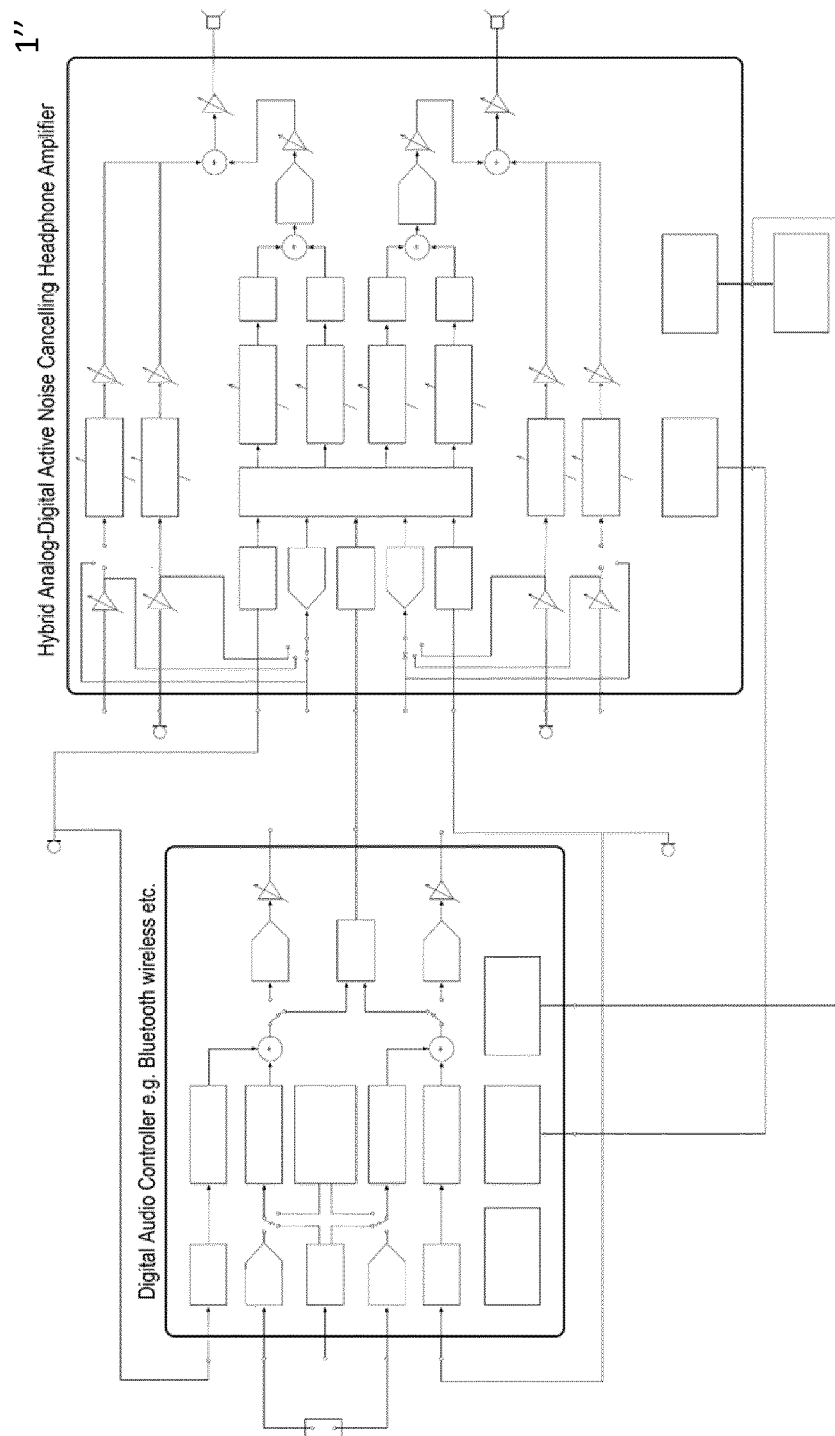 1''
Hybrid Analog-Digital Active Noise Cancelling Headphone Amplifier
Digital Audio Controller e.g. Bluetooth wireless etc.